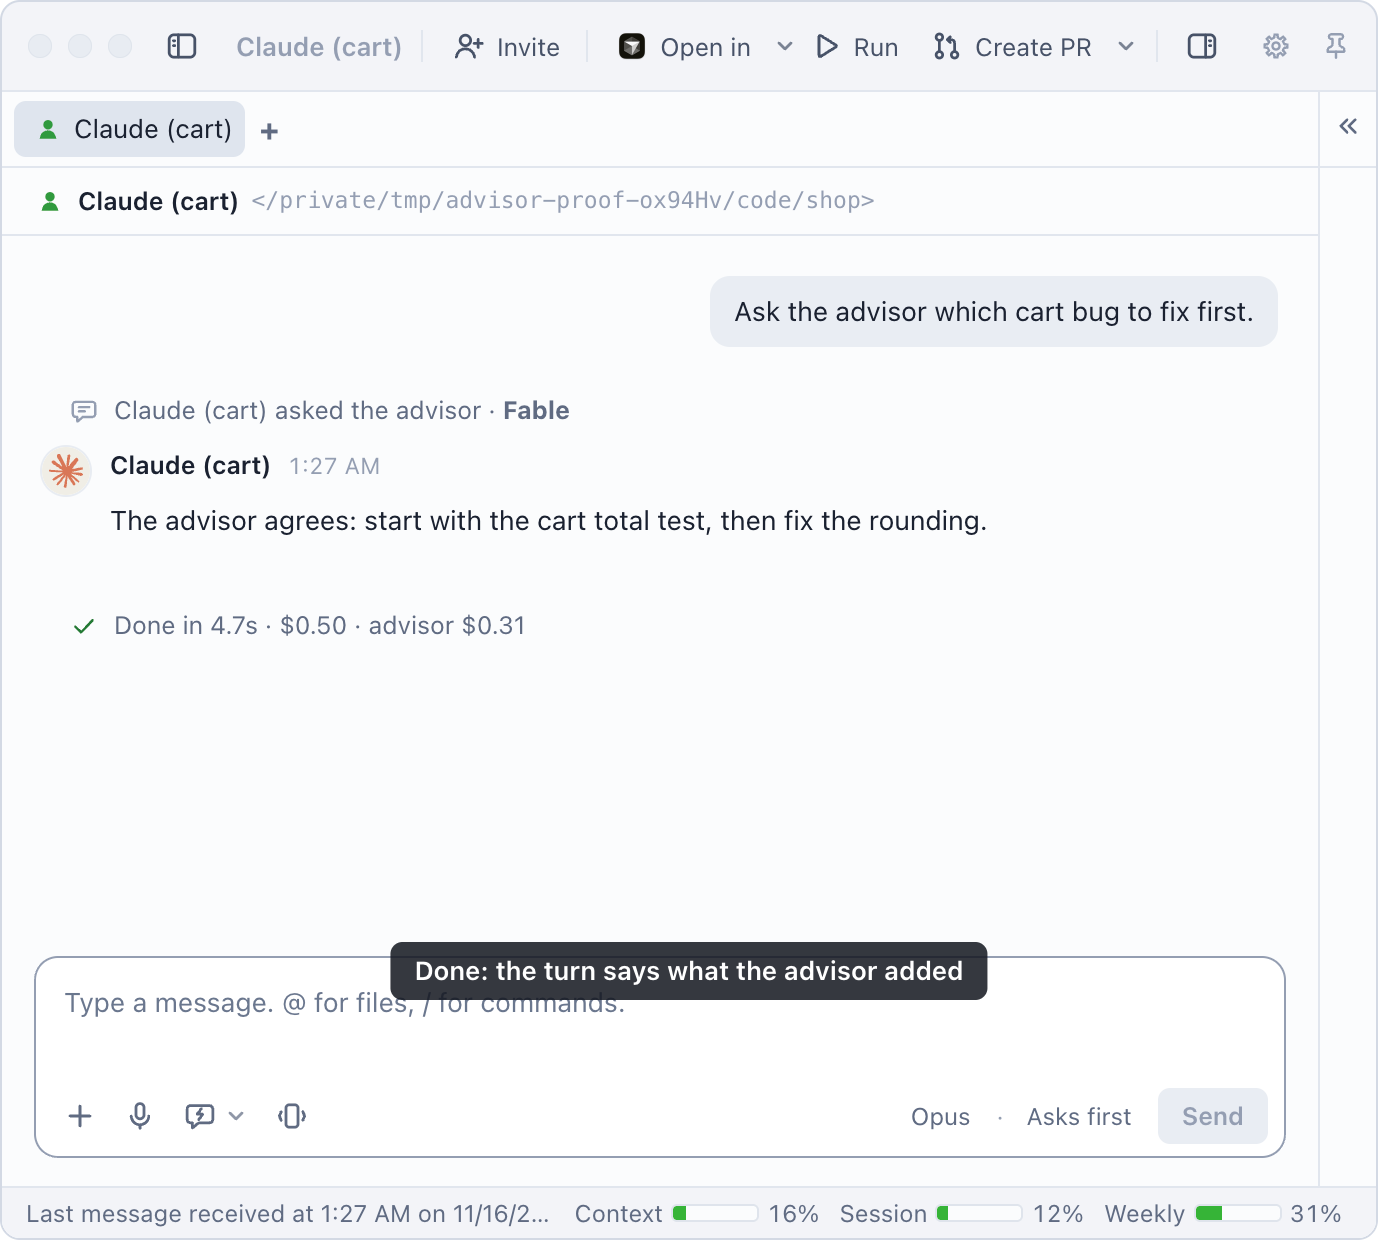 Claude (cart) Invite Open in Run Create PR
Claude (cart)
Claude (cart) </private/tmp/advisor-proof-ox94Hv/code/shop>
Ask the advisor which cart bug to fix first.
Claude (cart) asked the advisor · Fable
Claude (cart) 1:27 AM
The advisor agrees: start with the cart total test, then fix the rounding.
Done in 4.7s · $0.50 · advisor $0.31
Done: the turn says what the advisor added
Type a message. @ for files, / for commands.
Opus · Asks first Send
Last message received at 1:27 AM on 11/16/2... Context 16% Session 12% Weekly 31%